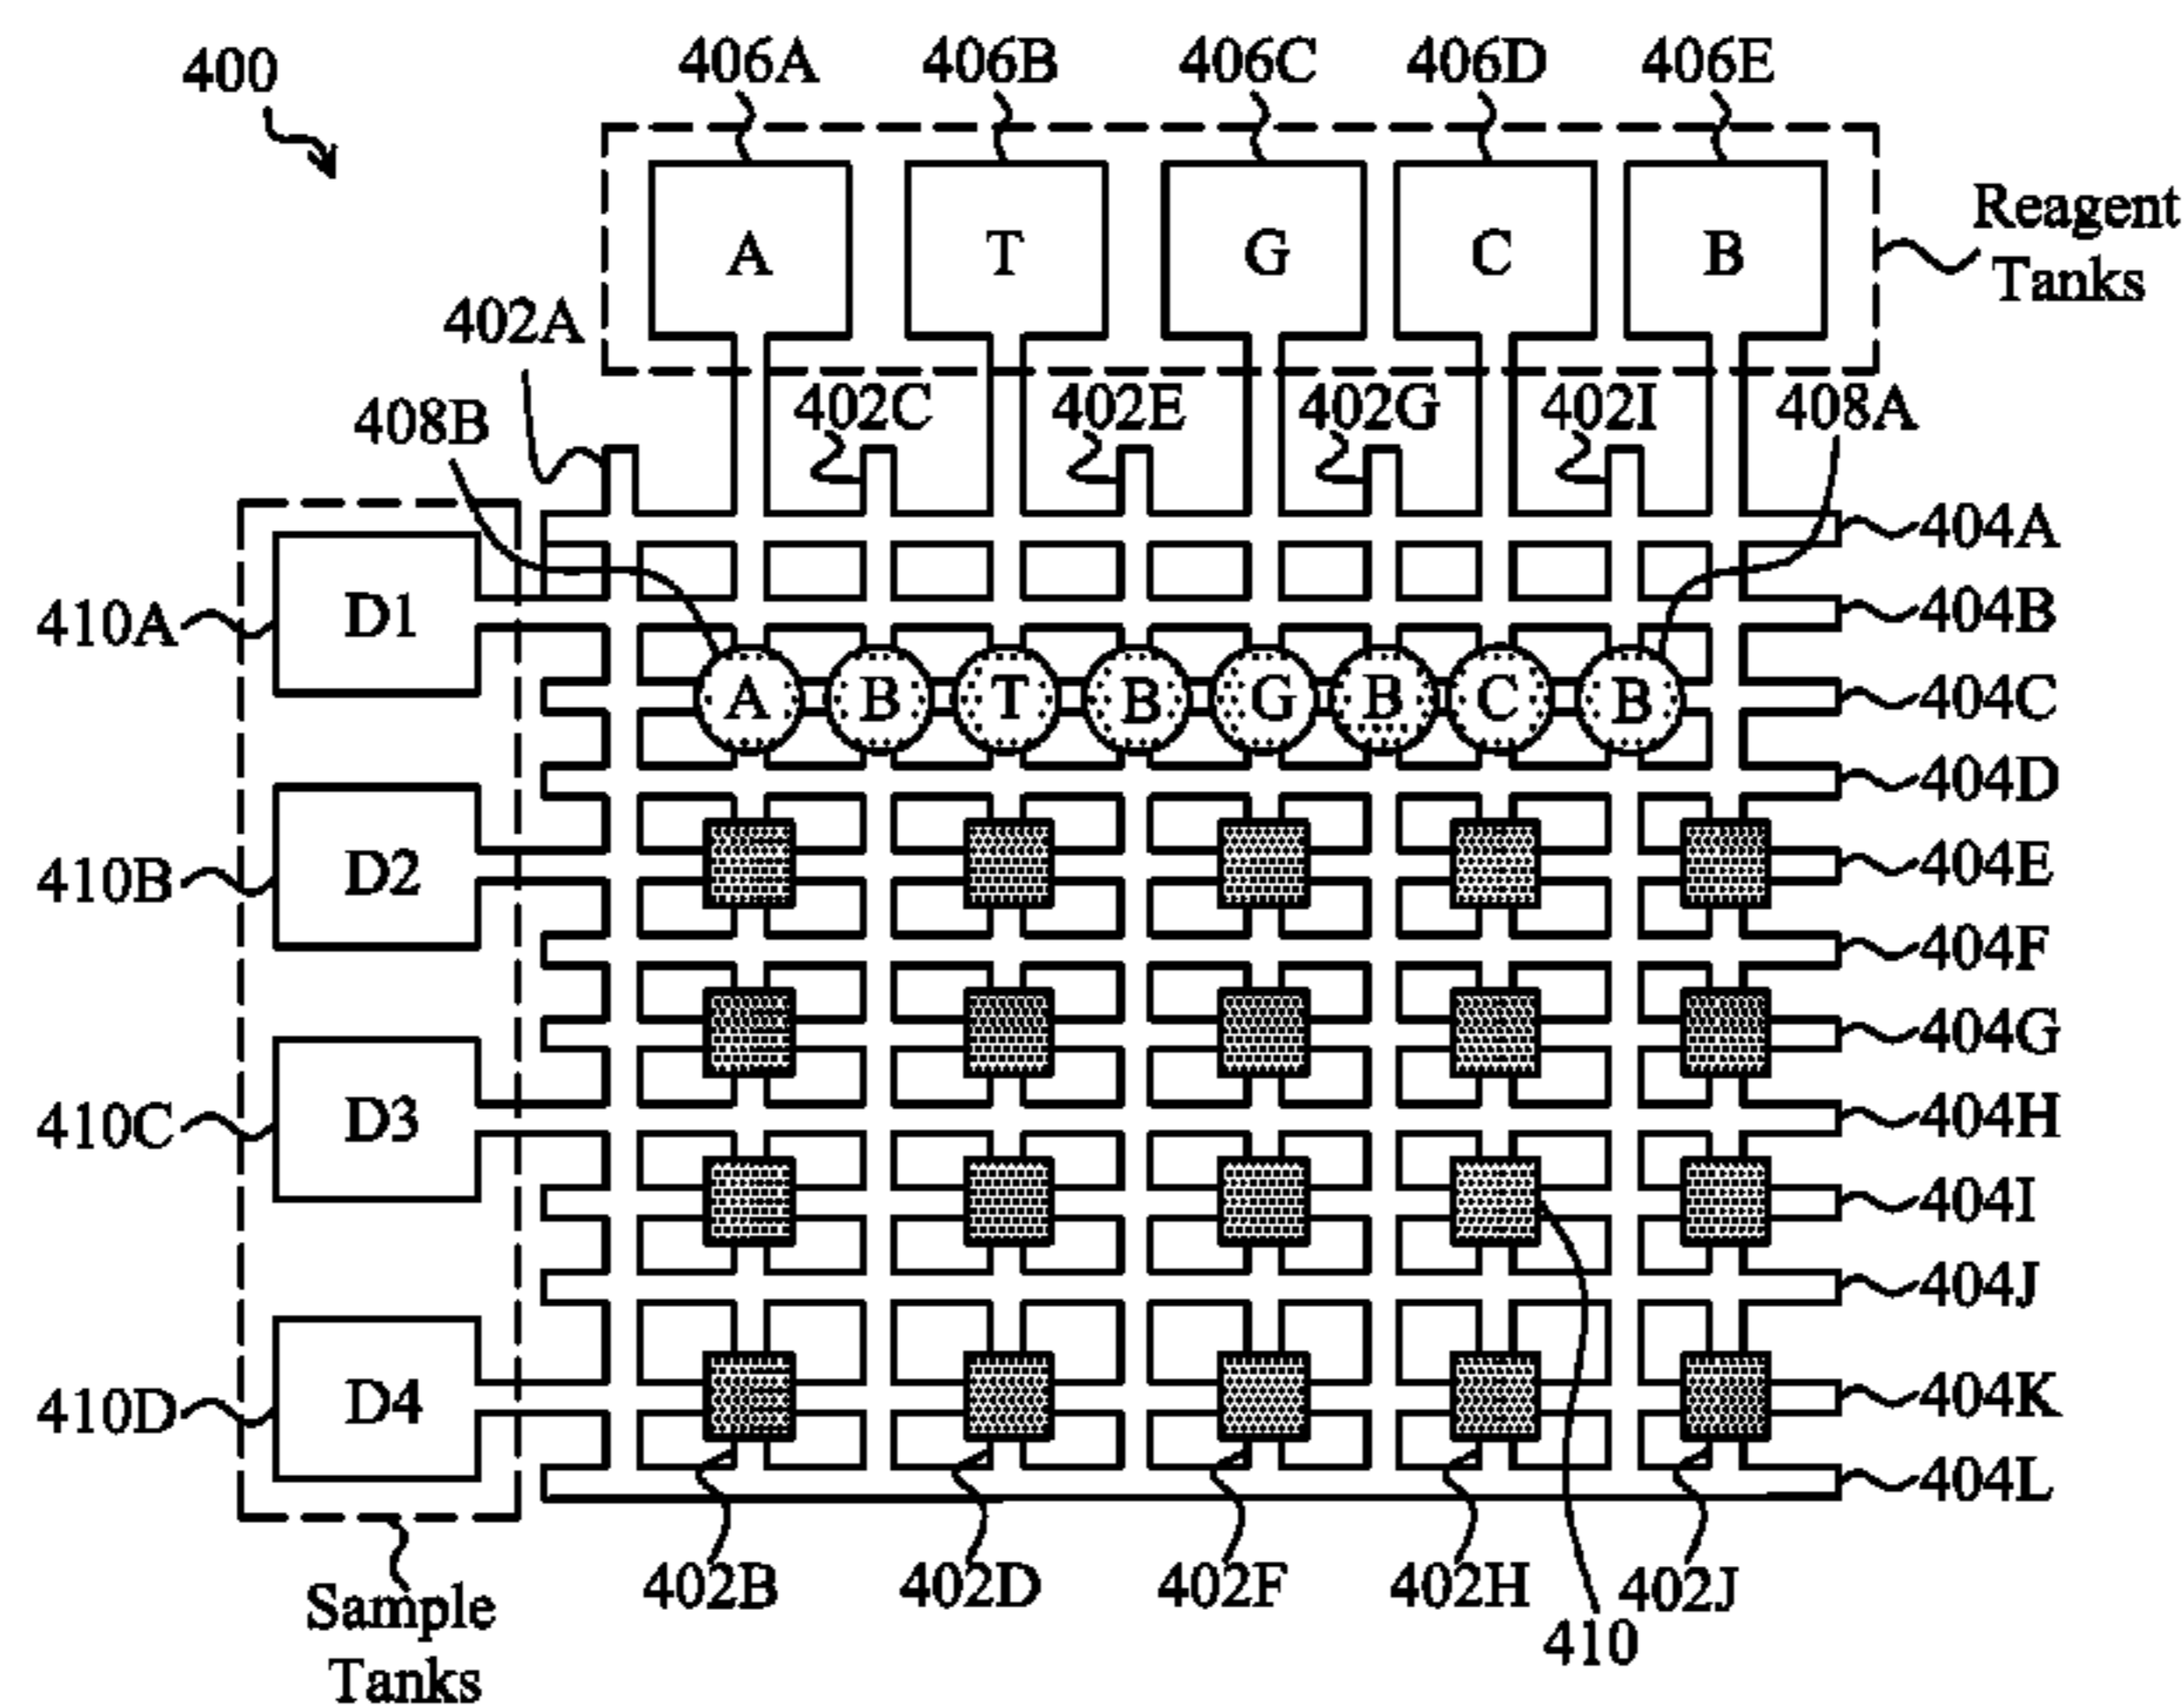 400
406A 406B 406C 406D 406E
A T G C B
Reagent
Tanks
402A
408B 402C 402E 402G 402I 408A
404A
410A D1 404B
A B T B G B C B 404C
404D
410B D2 404E
404F
404G
410C D3 404H
404I
404J
410D D4 404K
404L
402B 402D 402F 402H 402J
410
Sample
Tanks